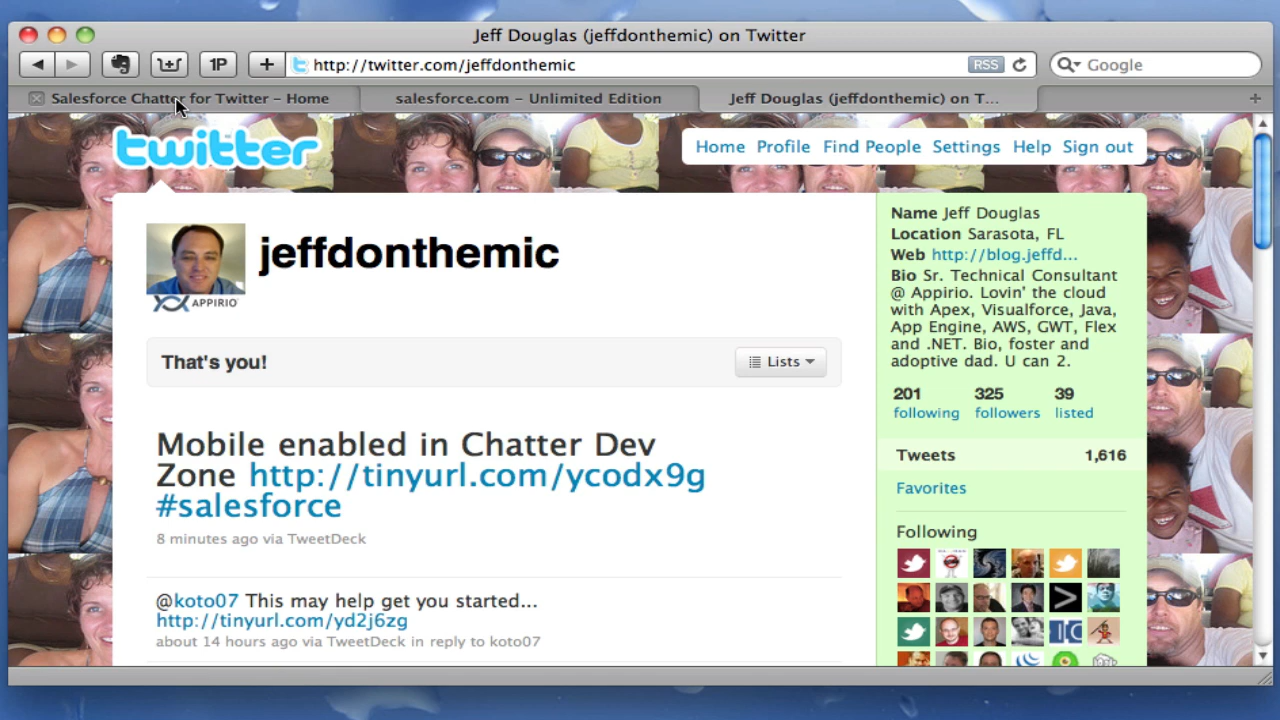 Jeff Douglas (jeffdonthemic) on Twitter
1P
+
http://twitter.com/jeffdonthemic
RSS
Google
Salesforce Chatter for Twitter – Home
salesforce.com – Unlimited Edition
Jeff Douglas (jeffdonthemic) on T...
+
twitter
Home Profile Find People Settings Help Sign out
jeffdonthemic
APPIRIO
That's you!
Lists
Mobile enabled in Chatter Dev
Zone http://tinyurl.com/ycodx9g
#salesforce
8 minutes ago via TweetDeck
@koto07 This may help get you started...
http://tinyurl.com/yd2j6zg
about 14 hours ago via TweetDeck in reply to koto07
Name Jeff Douglas
Location Sarasota, FL
Web http://blog.jeffd...
Bio Sr. Technical Consultant
@ Appirio. Lovin' the cloud
with Apex, Visualforce, Java,
App Engine, AWS, GWT, Flex
and .NET. Bio, foster and
adoptive dad. U can 2.
201 325 39
following followers listed
Tweets 1,616
Favorites
Following